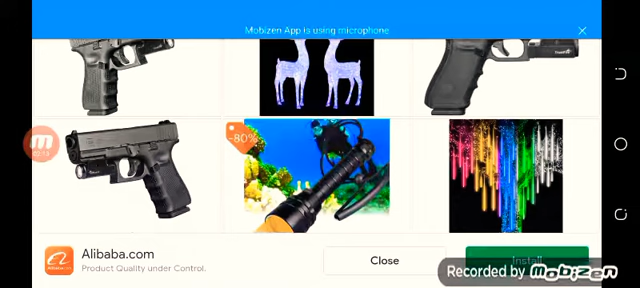 Mobizen App is using microphone
-80%
Alibaba.com
Product Quality under Control.
Close
Install
Recorded by Mobizen